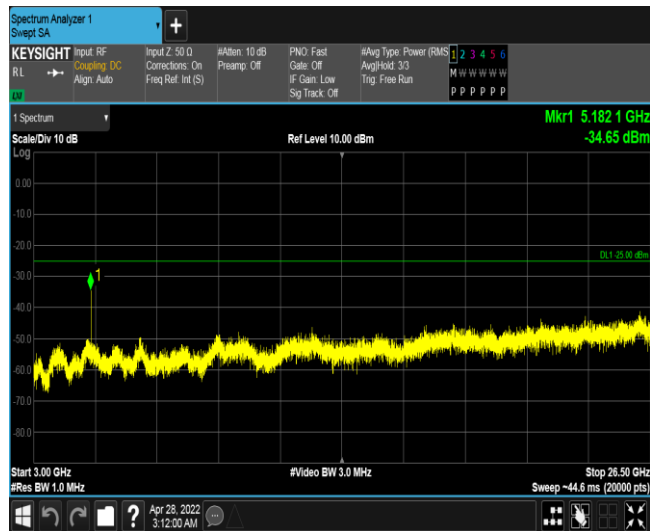 Spectrum Analyzer 1
Swept SA
+
KEYSIGHT
RL
Input: RF
Coupling: DC
Align: Auto
Input Z: 50 Ω
Corrections: On
Freq Ref: Int (S)
#Atten: 10 dB
Preamp: Off
PNO: Fast
Gate: Off
IF Gain: Low
Sig Track: Off
#Avg Type: Power (RMS
Avg|Hold: 3/3
Trig: Free Run
1 2 3 4 5 6
M W W W W W
P P P P P P
1 Spectrum
Scale/Div 10 dB
Ref Level 10.00 dBm
Mkr1 5.182 1 GHz
-34.65 dBm
Log
0.00
DL1 -25.00 dBm
1
-10.0
-20.0
-30.0
-40.0
-50.0
-60.0
-70.0
-80.0
Start 3.00 GHz
#Video BW 3.0 MHz
Stop 26.50 GHz
#Res BW 1.0 MHz
Sweep ~44.6 ms (20000 pts)
?
Apr 28, 2022
3:12:00 AM